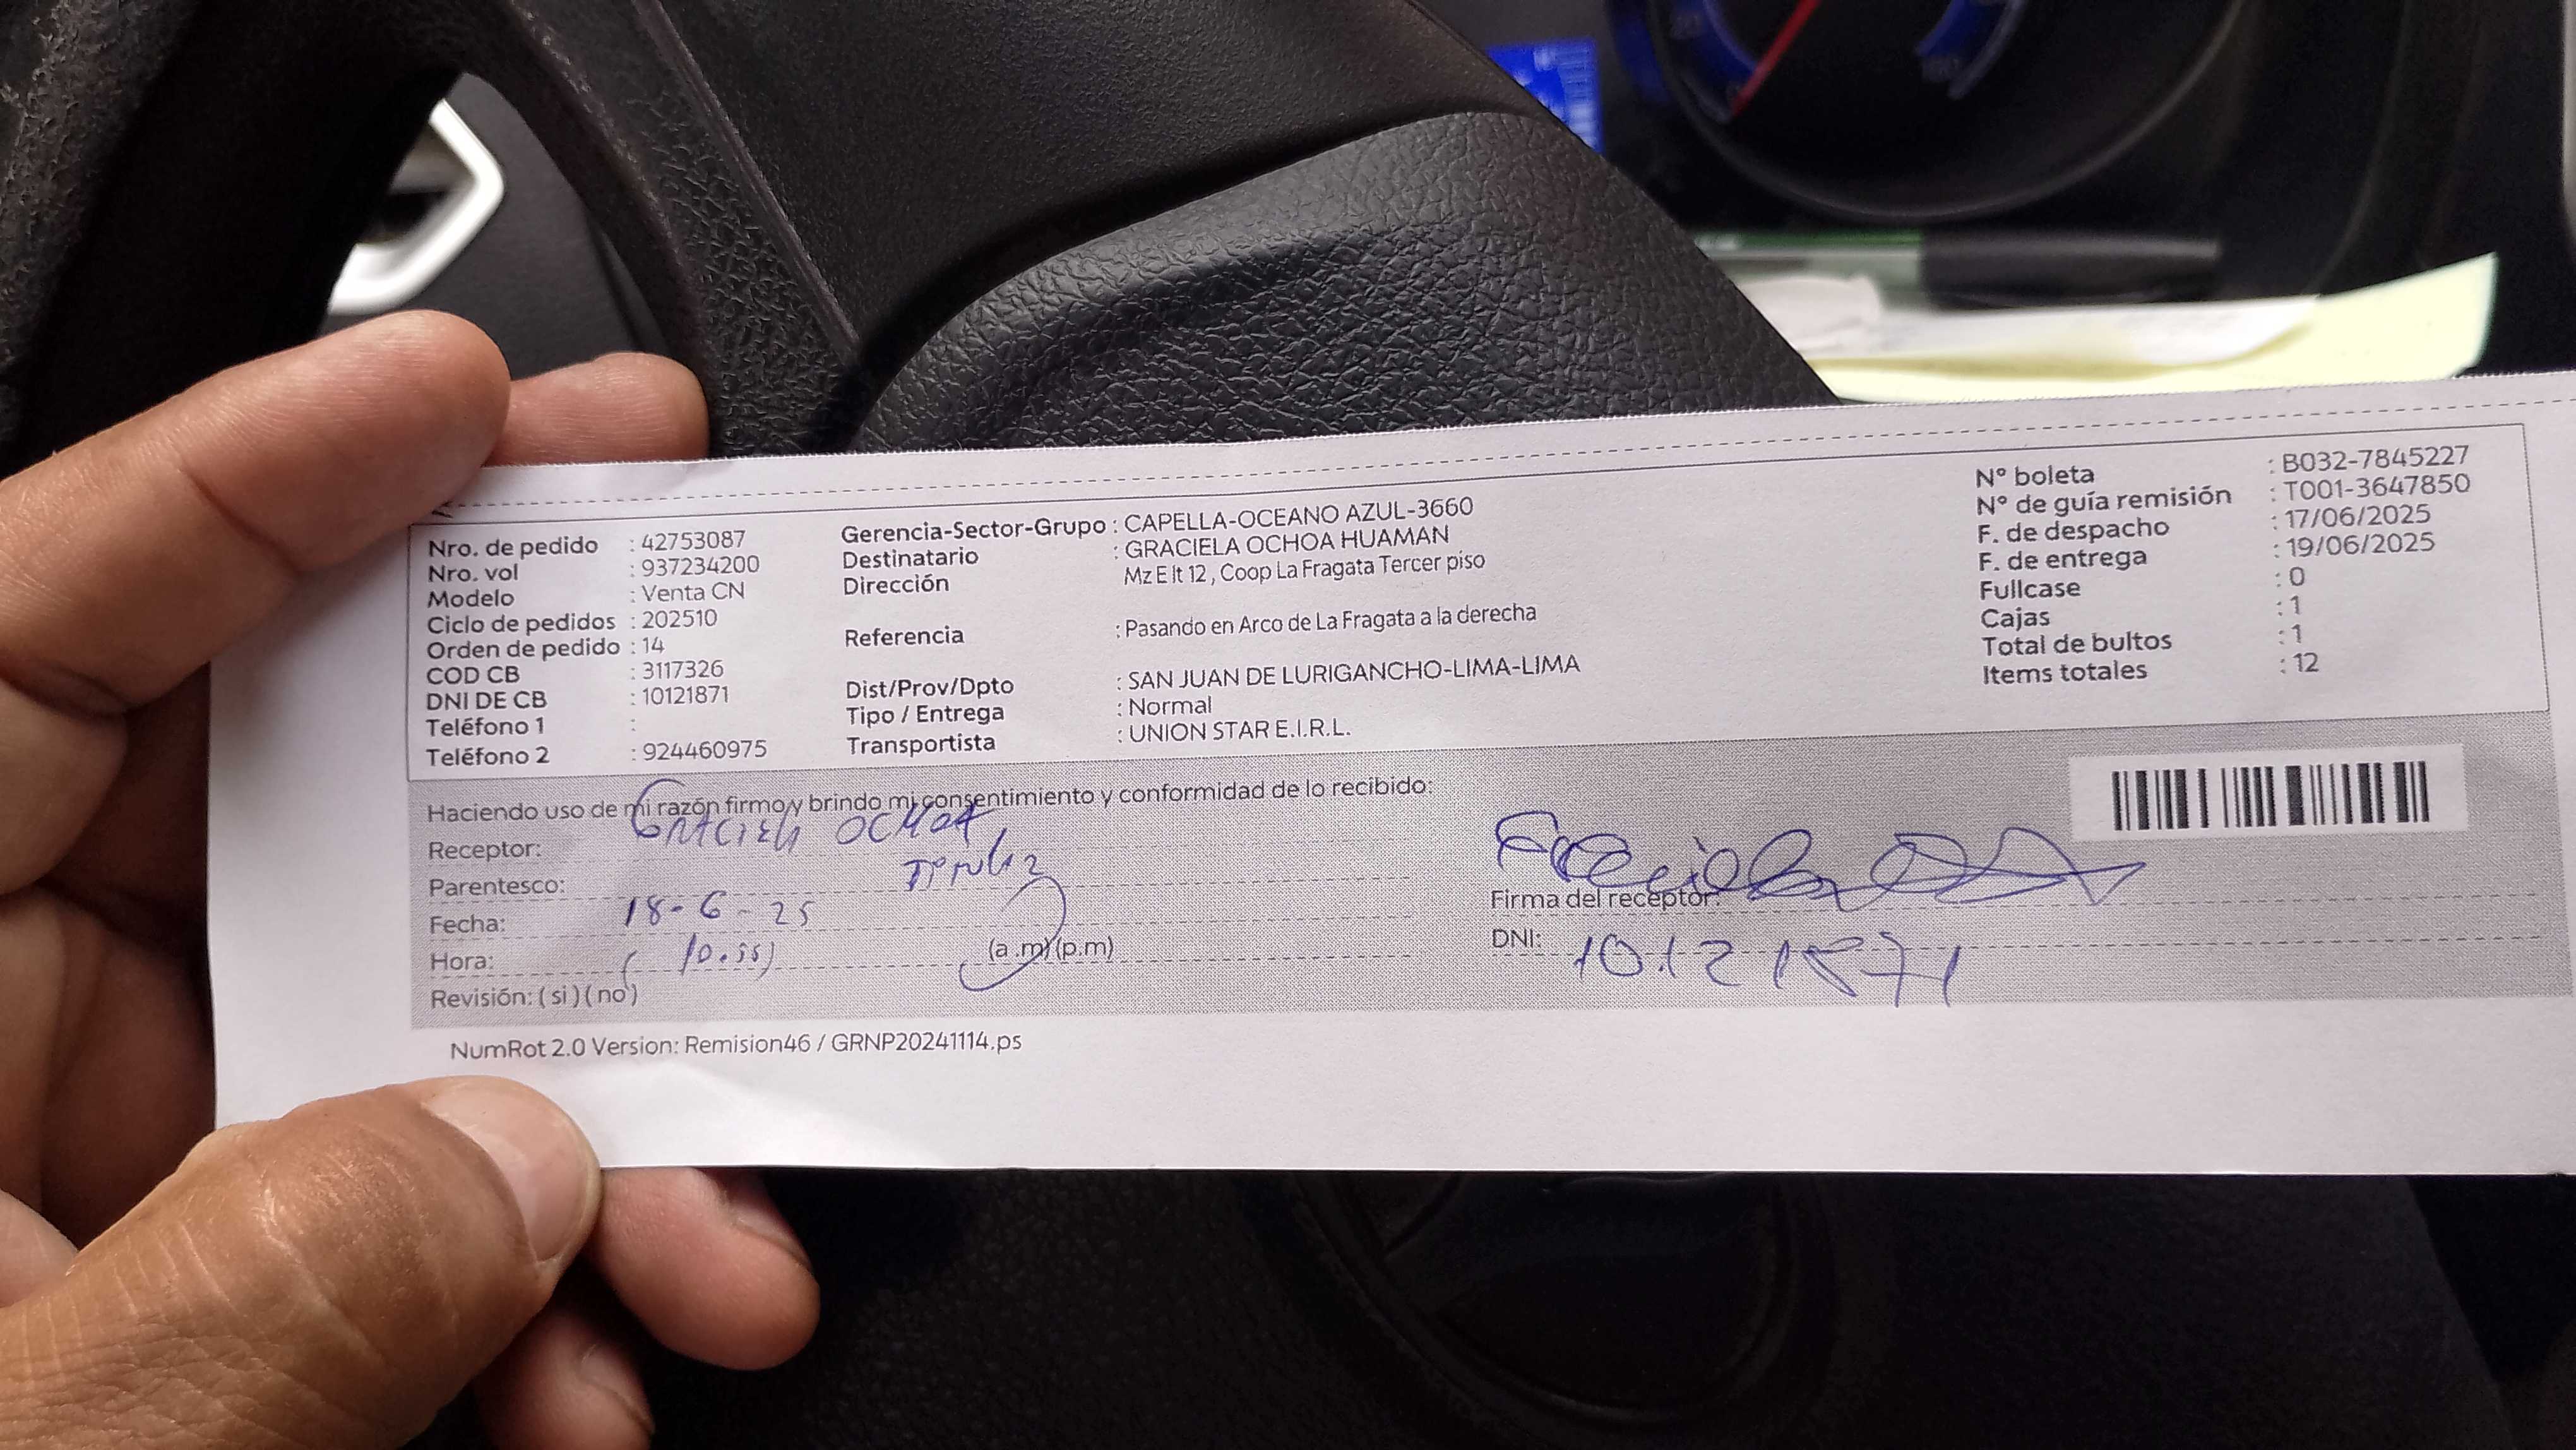 Nro. de pedido : 42753087
Nro. vol : 937234200
Modelo : Venta CN
Ciclo de pedidos : 202510
Orden de pedido : 14
COD CB : 3117326
DNI DE CB : 10121871
Teléfono 1 :
Teléfono 2 : 924460975
Gerencia-Sector-Grupo : CAPELLA-OCEANO AZUL-3660
Destinatario : GRACIELA OCHOA HUAMAN
Dirección Mz E lt 12 , Coop La Fragata Tercer piso
Referencia : Pasando en Arco de La Fragata a la derecha
Dist/Prov/Dpto : SAN JUAN DE LURIGANCHO-LIMA-LIMA
Tipo / Entrega : Normal
Transportista : UNION STAR E.I.R.L.
N° boleta : B032-7845227
N° de guía remisión : T001-3647850
F. de despacho : 17/06/2025
F. de entrega : 19/06/2025
Fullcase : 0
Cajas : 1
Total de bultos : 1
Items totales : 12
Haciendo uso de mi razón firmo y brindo mi consentimiento y conformidad de lo recibido:
Receptor: OCHOA
Parentesco:
Fecha: 18-6-25
Hora: (10.55) (a.m)(p.m)
Revisión: ( si ) ( no )
Firma del receptor:
DNI: 10121871
NumRot 2.0 Version: Remision46 / GRNP20241114.ps